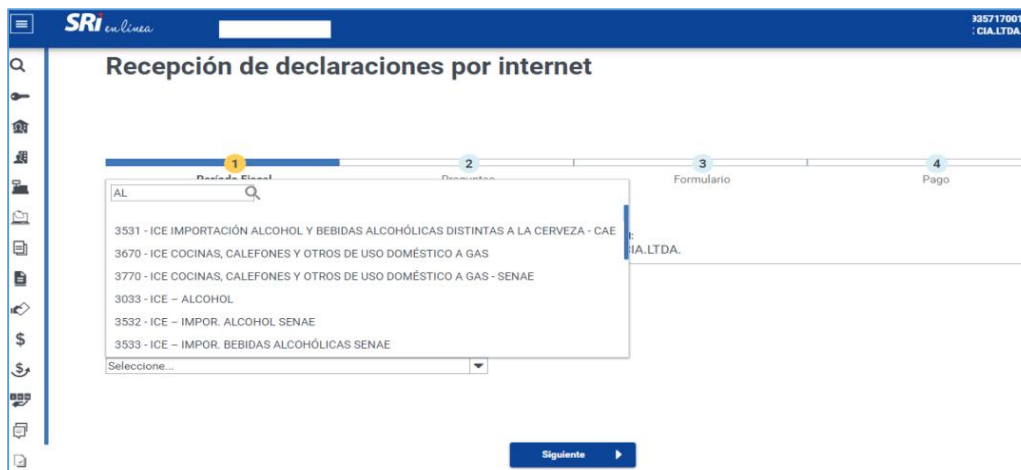 SRi en línea
93571700
CIA.LTDA.
Recepción de declaraciones por internet
1
2
3
4
Período Fiscal
Preguntas
Formulario
Pago
AL
3531 - ICE IMPORTACIÓN ALCOHOL Y BEBIDAS ALCOHÓLICAS DISTINTAS A LA CERVEZA - CAE
3670 - ICE COCINAS, CALEFONES Y OTROS DE USO DOMÉSTICO A GAS
IA.LTDA.
3770 - ICE COCINAS, CALEFONES Y OTROS DE USO DOMÉSTICO A GAS - SENAE
3033 - ICE – ALCOHOL
3532 - ICE – IMPOR. ALCOHOL SENAE
3533 - ICE – IMPOR. BEBIDAS ALCOHÓLICAS SENAE
Seleccione...
Siguiente